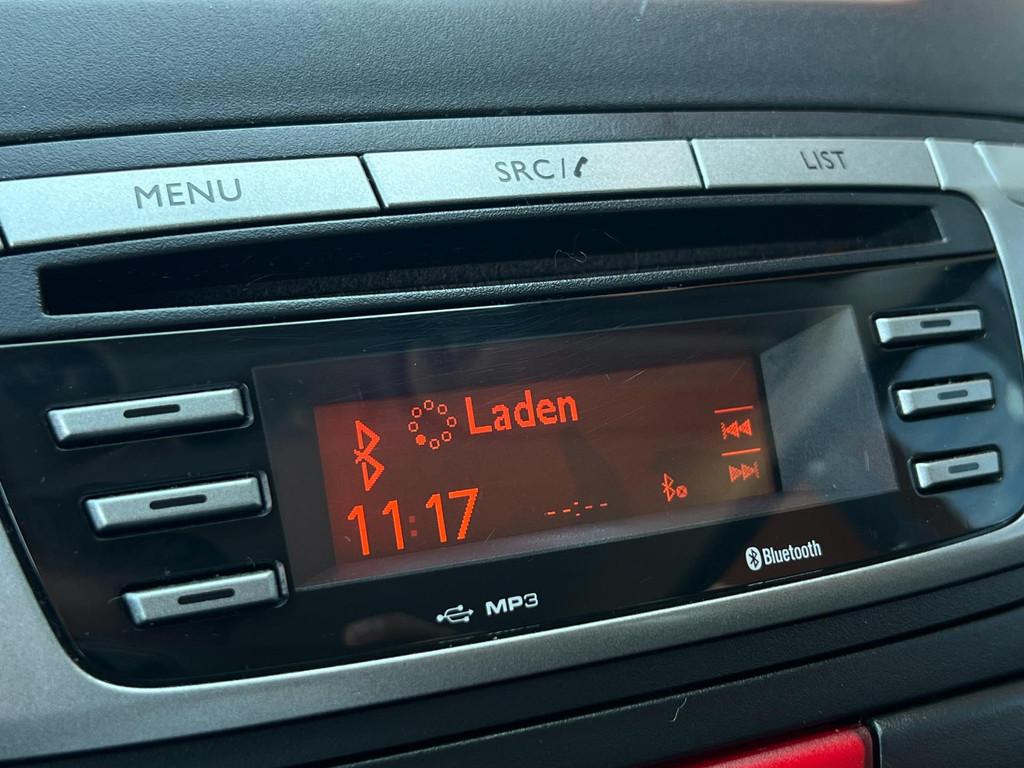 MENU
SRC/
LIST
Laden
11:17
--:--
MP3
Bluetooth